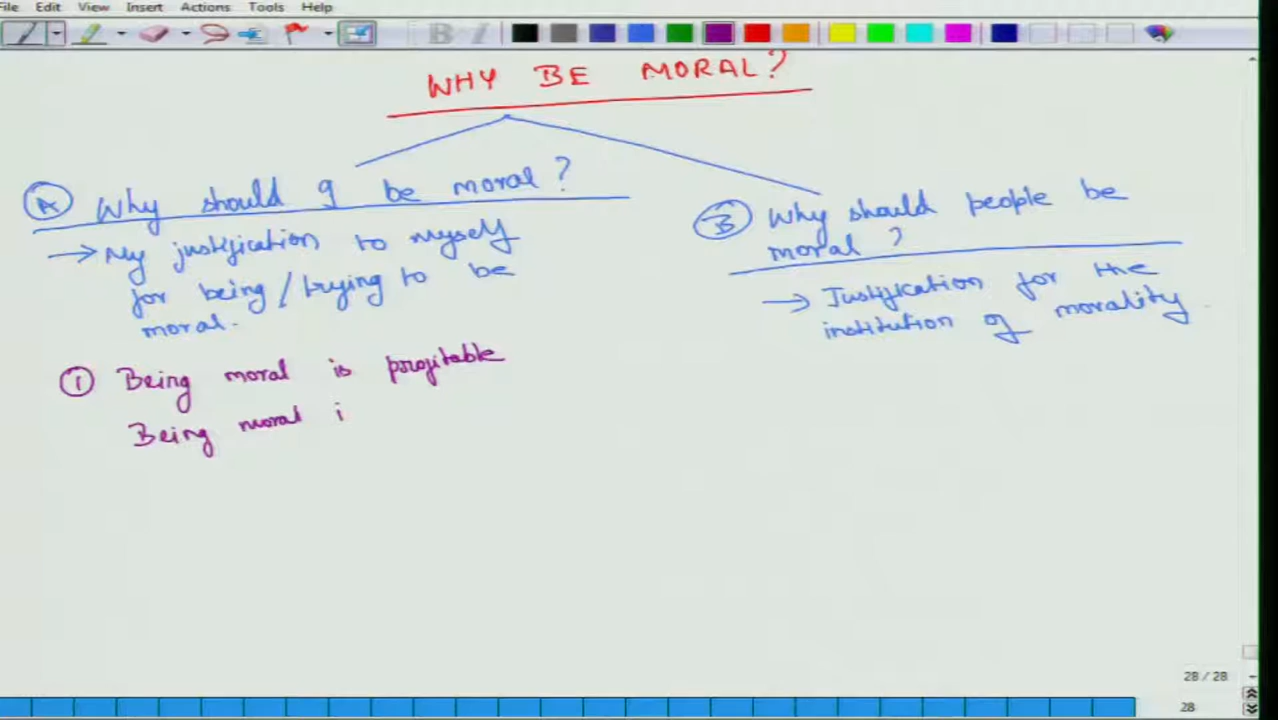 File Edit View Insert Actions Tools Help
B I
WHY BE MORAL?
A Why should I be moral?
→ My justification to myself
for being / trying to be
moral.
B Why should people be
moral ?
→ Justification for the
institution of morality
1 Being moral is profitable
Being moral i
28 / 28
28